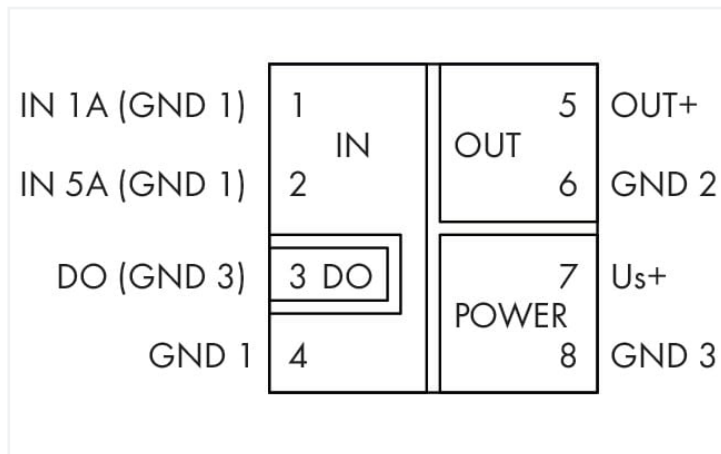 IN 1A (GND 1) 1 5 OUT+
IN OUT
IN 5A (GND 1) 2 6 GND 2
DO (GND 3) 3 DO 7 Us+
POWER
GND 1 4 8 GND 3